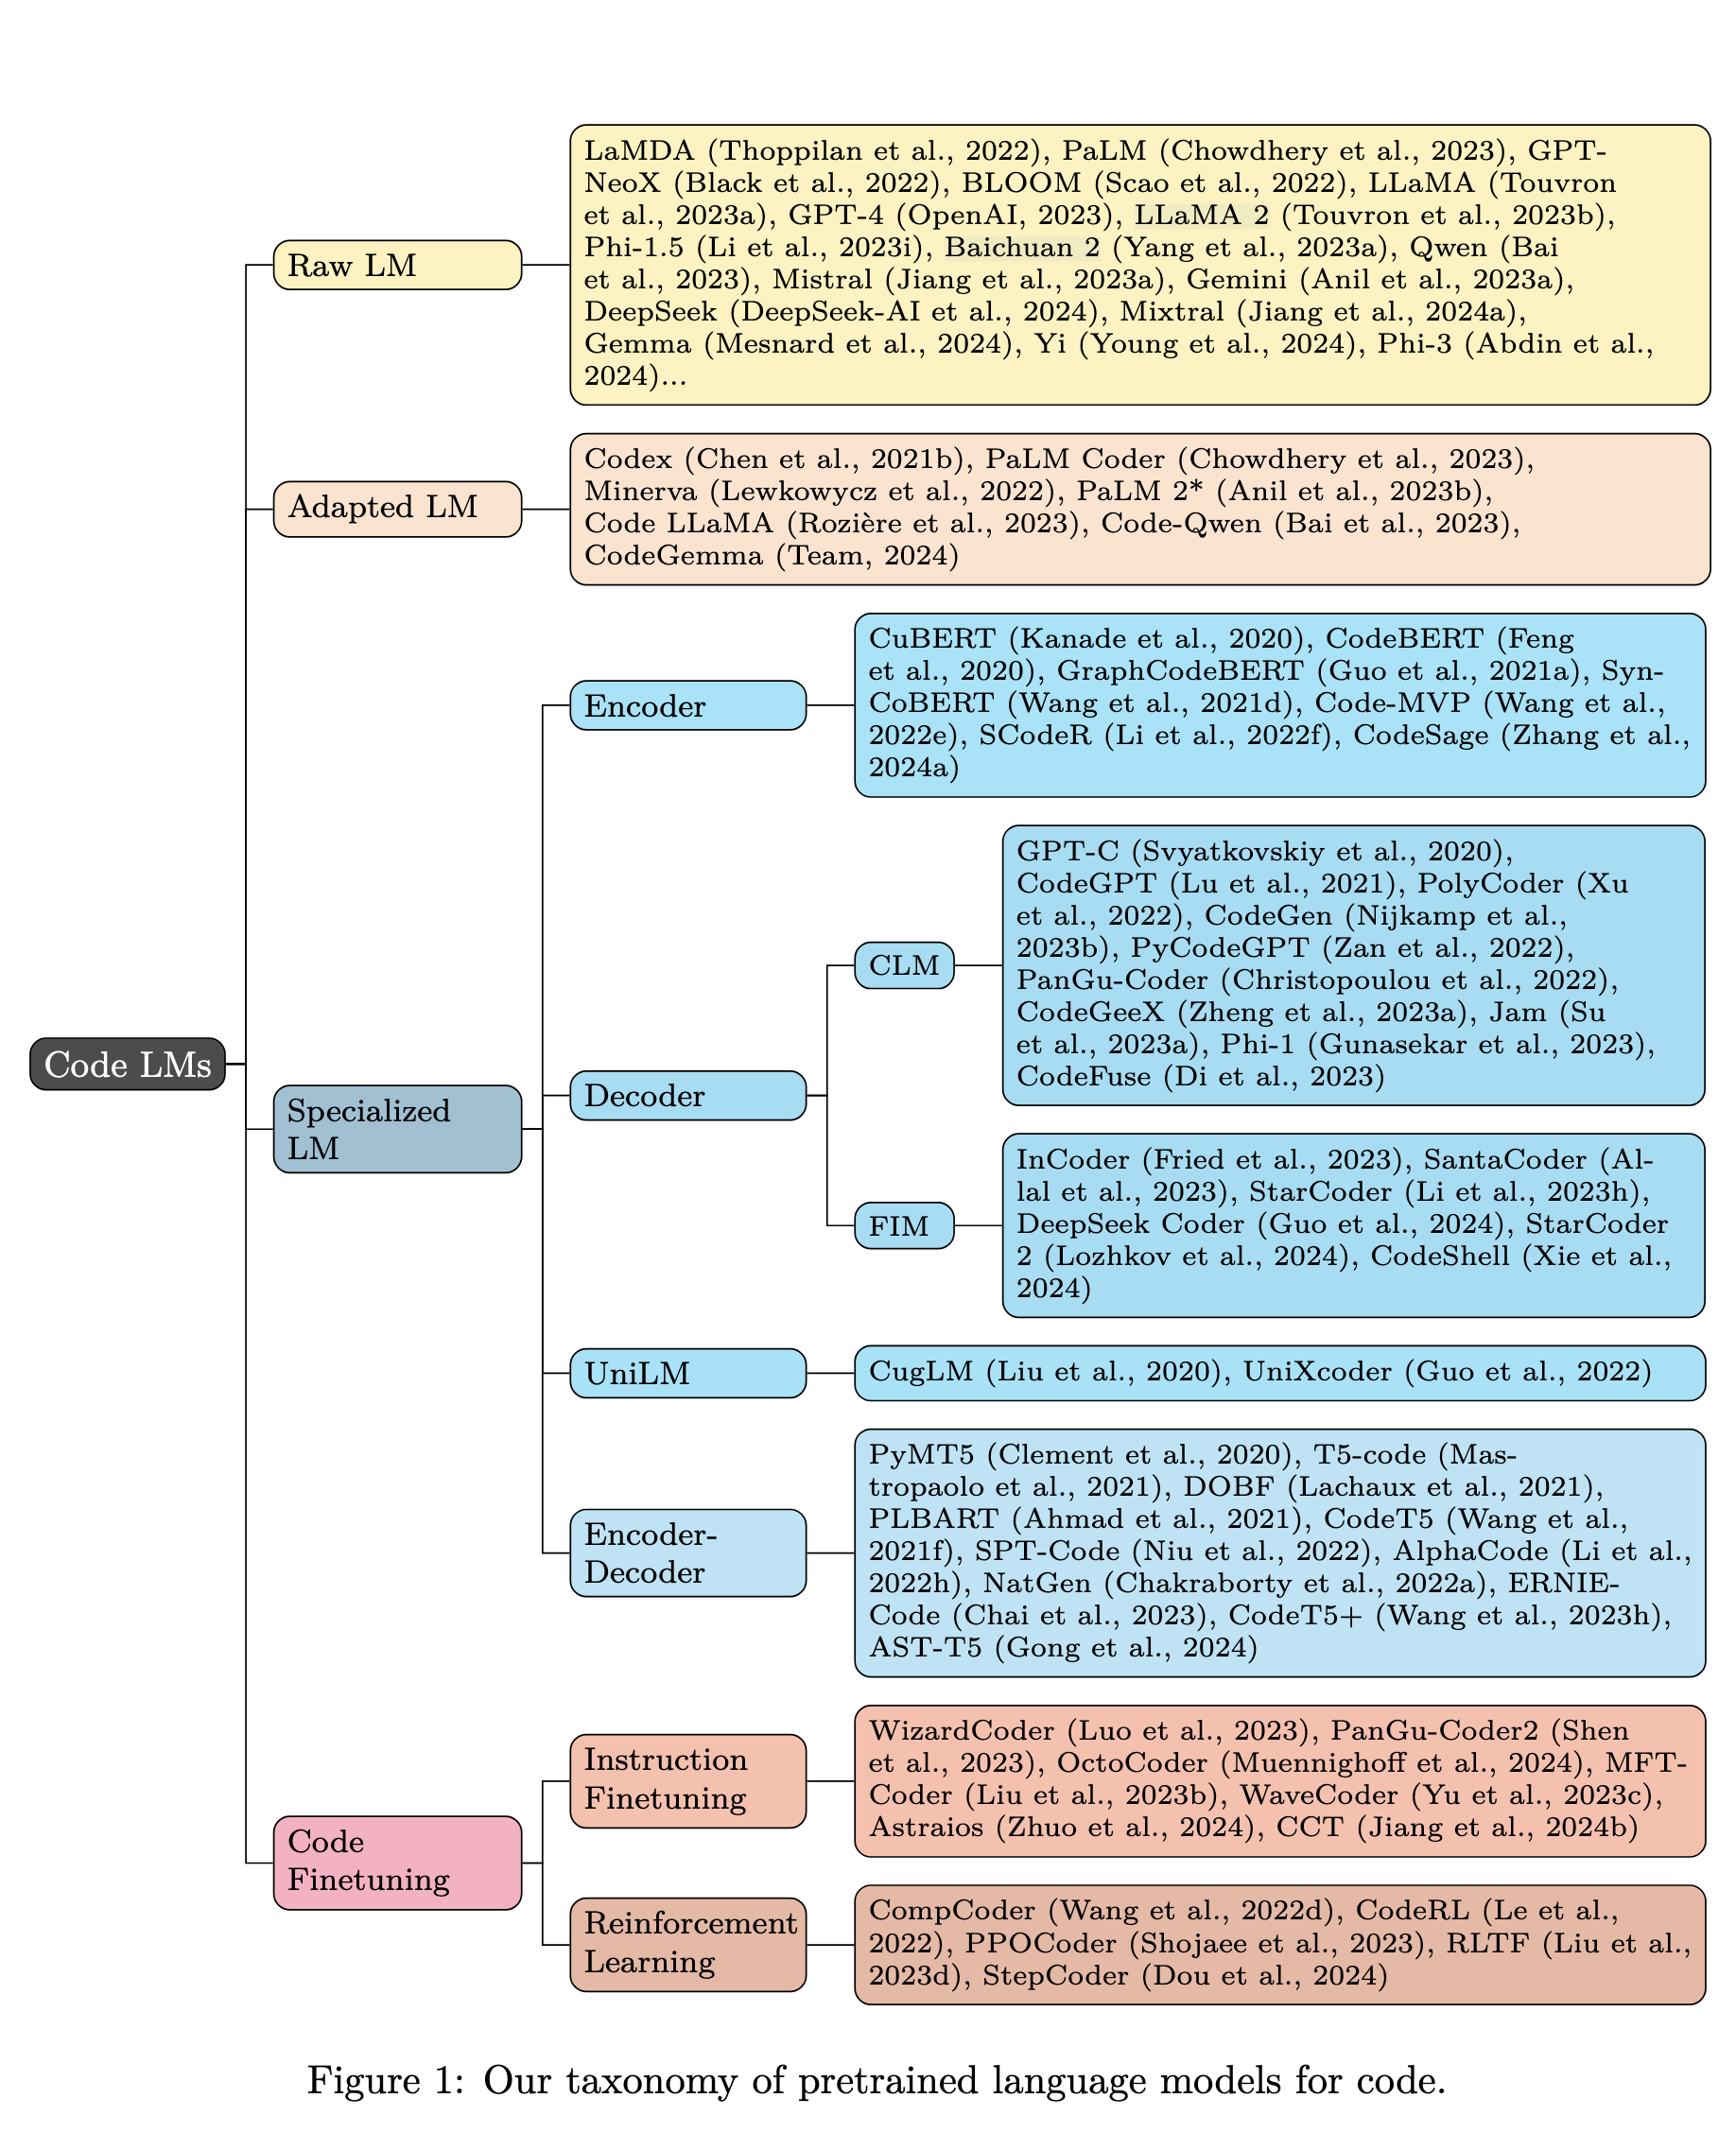 LaMDA (Thoppilan et al., 2022), PaLM (Chowdhery et al., 2023), GPT-
NeoX (Black et al., 2022), BLOOM (Scao et al., 2022), LLaMA (Touvron
et al., 2023a), GPT-4 (OpenAI, 2023), LLaMA 2 (Touvron et al., 2023b),
Phi-1.5 (Li et al., 2023i), Baichuan 2 (Yang et al., 2023a), Qwen (Bai
et al., 2023), Mistral (Jiang et al., 2023a), Gemini (Anil et al., 2023a),
DeepSeek (DeepSeek-AI et al., 2024), Mixtral (Jiang et al., 2024a),
Gemma (Mesnard et al., 2024), Yi (Young et al., 2024), Phi-3 (Abdin et al.,
2024)...
Raw LM
Codex (Chen et al., 2021b), PaLM Coder (Chowdhery et al., 2023),
Minerva (Lewkowycz et al., 2022), PaLM 2* (Anil et al., 2023b),
Code LLaMA (Rozière et al., 2023), Code-Qwen (Bai et al., 2023),
CodeGemma (Team, 2024)
Adapted LM
CuBERT (Kanade et al., 2020), CodeBERT (Feng
et al., 2020), GraphCodeBERT (Guo et al., 2021a), Syn-
CoBERT (Wang et al., 2021d), Code-MVP (Wang et al.,
2022e), SCodeR (Li et al., 2022f), CodeSage (Zhang et al.,
2024a)
Encoder
GPT-C (Svyatkovskiy et al., 2020),
CodeGPT (Lu et al., 2021), PolyCoder (Xu
et al., 2022), CodeGen (Nijkamp et al.,
2023b), PyCodeGPT (Zan et al., 2022),
PanGu-Coder (Christopoulou et al., 2022),
CodeGeeX (Zheng et al., 2023a), Jam (Su
et al., 2023a), Phi-1 (Gunasekar et al., 2023),
CodeFuse (Di et al., 2023)
CLM
Code LMs
Decoder
Specialized
LM
InCoder (Fried et al., 2023), SantaCoder (Al-
lal et al., 2023), StarCoder (Li et al., 2023h),
DeepSeek Coder (Guo et al., 2024), StarCoder
2 (Lozhkov et al., 2024), CodeShell (Xie et al.,
2024)
FIM
UniLM
CugLM (Liu et al., 2020), UniXcoder (Guo et al., 2022)
PyMT5 (Clement et al., 2020), T5-code (Mas-
tropaolo et al., 2021), DOBF (Lachaux et al., 2021),
PLBART (Ahmad et al., 2021), CodeT5 (Wang et al.,
2021f), SPT-Code (Niu et al., 2022), AlphaCode (Li et al.,
2022h), NatGen (Chakraborty et al., 2022a), ERNIE-
Code (Chai et al., 2023), CodeT5+ (Wang et al., 2023h),
AST-T5 (Gong et al., 2024)
Encoder-
Decoder
WizardCoder (Luo et al., 2023), PanGu-Coder2 (Shen
et al., 2023), OctoCoder (Muennighoff et al., 2024), MFT-
Coder (Liu et al., 2023b), WaveCoder (Yu et al., 2023c),
Astraios (Zhuo et al., 2024), CCT (Jiang et al., 2024b)
Instruction
Finetuning
Code
Finetuning
CompCoder (Wang et al., 2022d), CodeRL (Le et al.,
2022), PPOCoder (Shojaee et al., 2023), RLTF (Liu et al.,
2023d), StepCoder (Dou et al., 2024)
Reinforcement
Learning
Figure 1: Our taxonomy of pretrained language models for code.